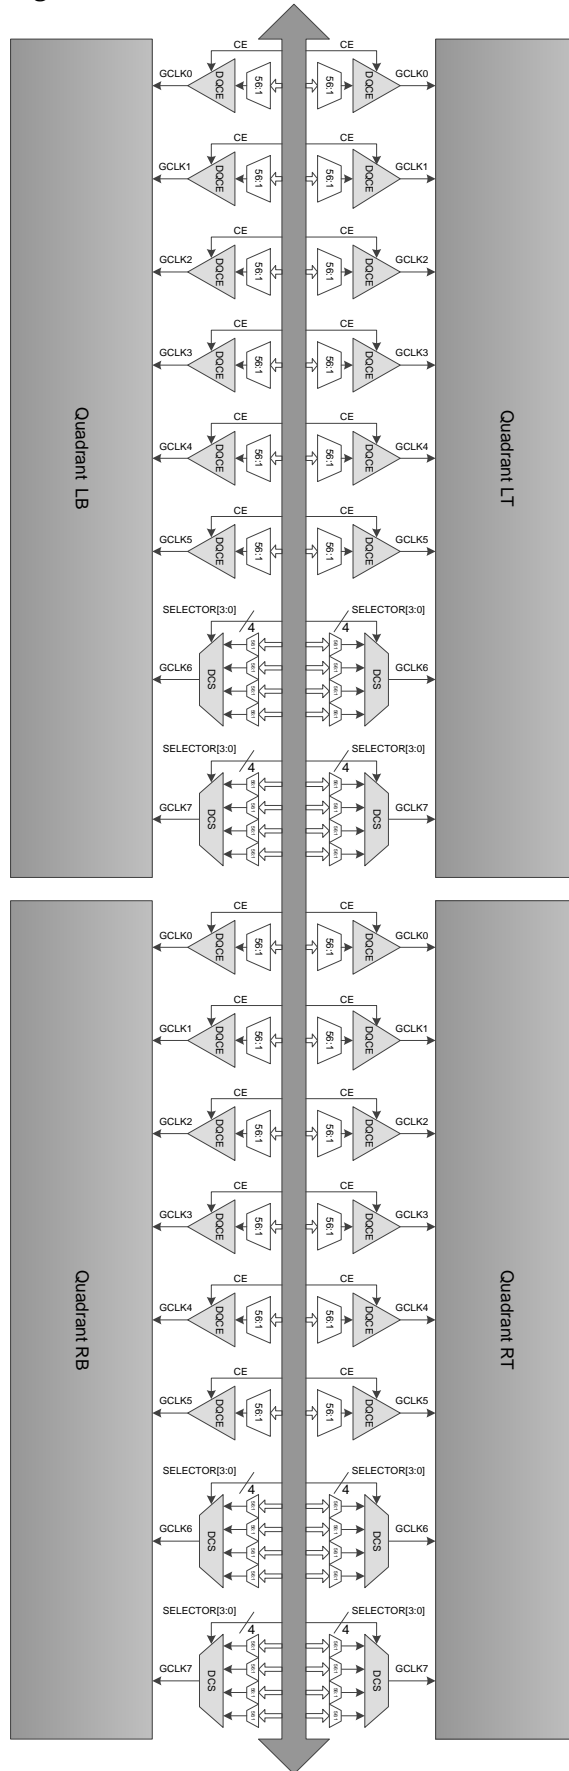 CE CE
GCLK0 DQCE 56:1 56:1 DQCE GCLK0
CE CE
GCLK1 DQCE 56:1 56:1 DQCE GCLK1
CE CE
GCLK2 DQCE 56:1 56:1 DQCE GCLK2
CE CE
GCLK3 DQCE 56:1 56:1 DQCE GCLK3
Quadrant LB
Quadrant LT
CE CE
GCLK4 DQCE 56:1 56:1 DQCE GCLK4
CE CE
GCLK5 DQCE 56:1 56:1 DQCE GCLK5
SELECTOR[3:0] SELECTOR[3:0]
4 4
GCLK6 DCS DCS GCLK6
SELECTOR[3:0] SELECTOR[3:0]
4 4
GCLK7 DCS DCS GCLK7
CE CE
GCLK0 DQCE 56:1 56:1 DQCE GCLK0
CE CE
GCLK1 DQCE 56:1 56:1 DQCE GCLK1
CE CE
GCLK2 DQCE 56:1 56:1 DQCE GCLK2
CE CE
GCLK3 DQCE 56:1 56:1 DQCE GCLK3
Quadrant RB
Quadrant RT
CE CE
GCLK4 DQCE 56:1 56:1 DQCE GCLK4
CE CE
GCLK5 DQCE 56:1 56:1 DQCE GCLK5
SELECTOR[3:0] SELECTOR[3:0]
4 4
GCLK6 DCS DCS GCLK6
SELECTOR[3:0] SELECTOR[3:0]
4 4
GCLK7 DCS DCS GCLK7